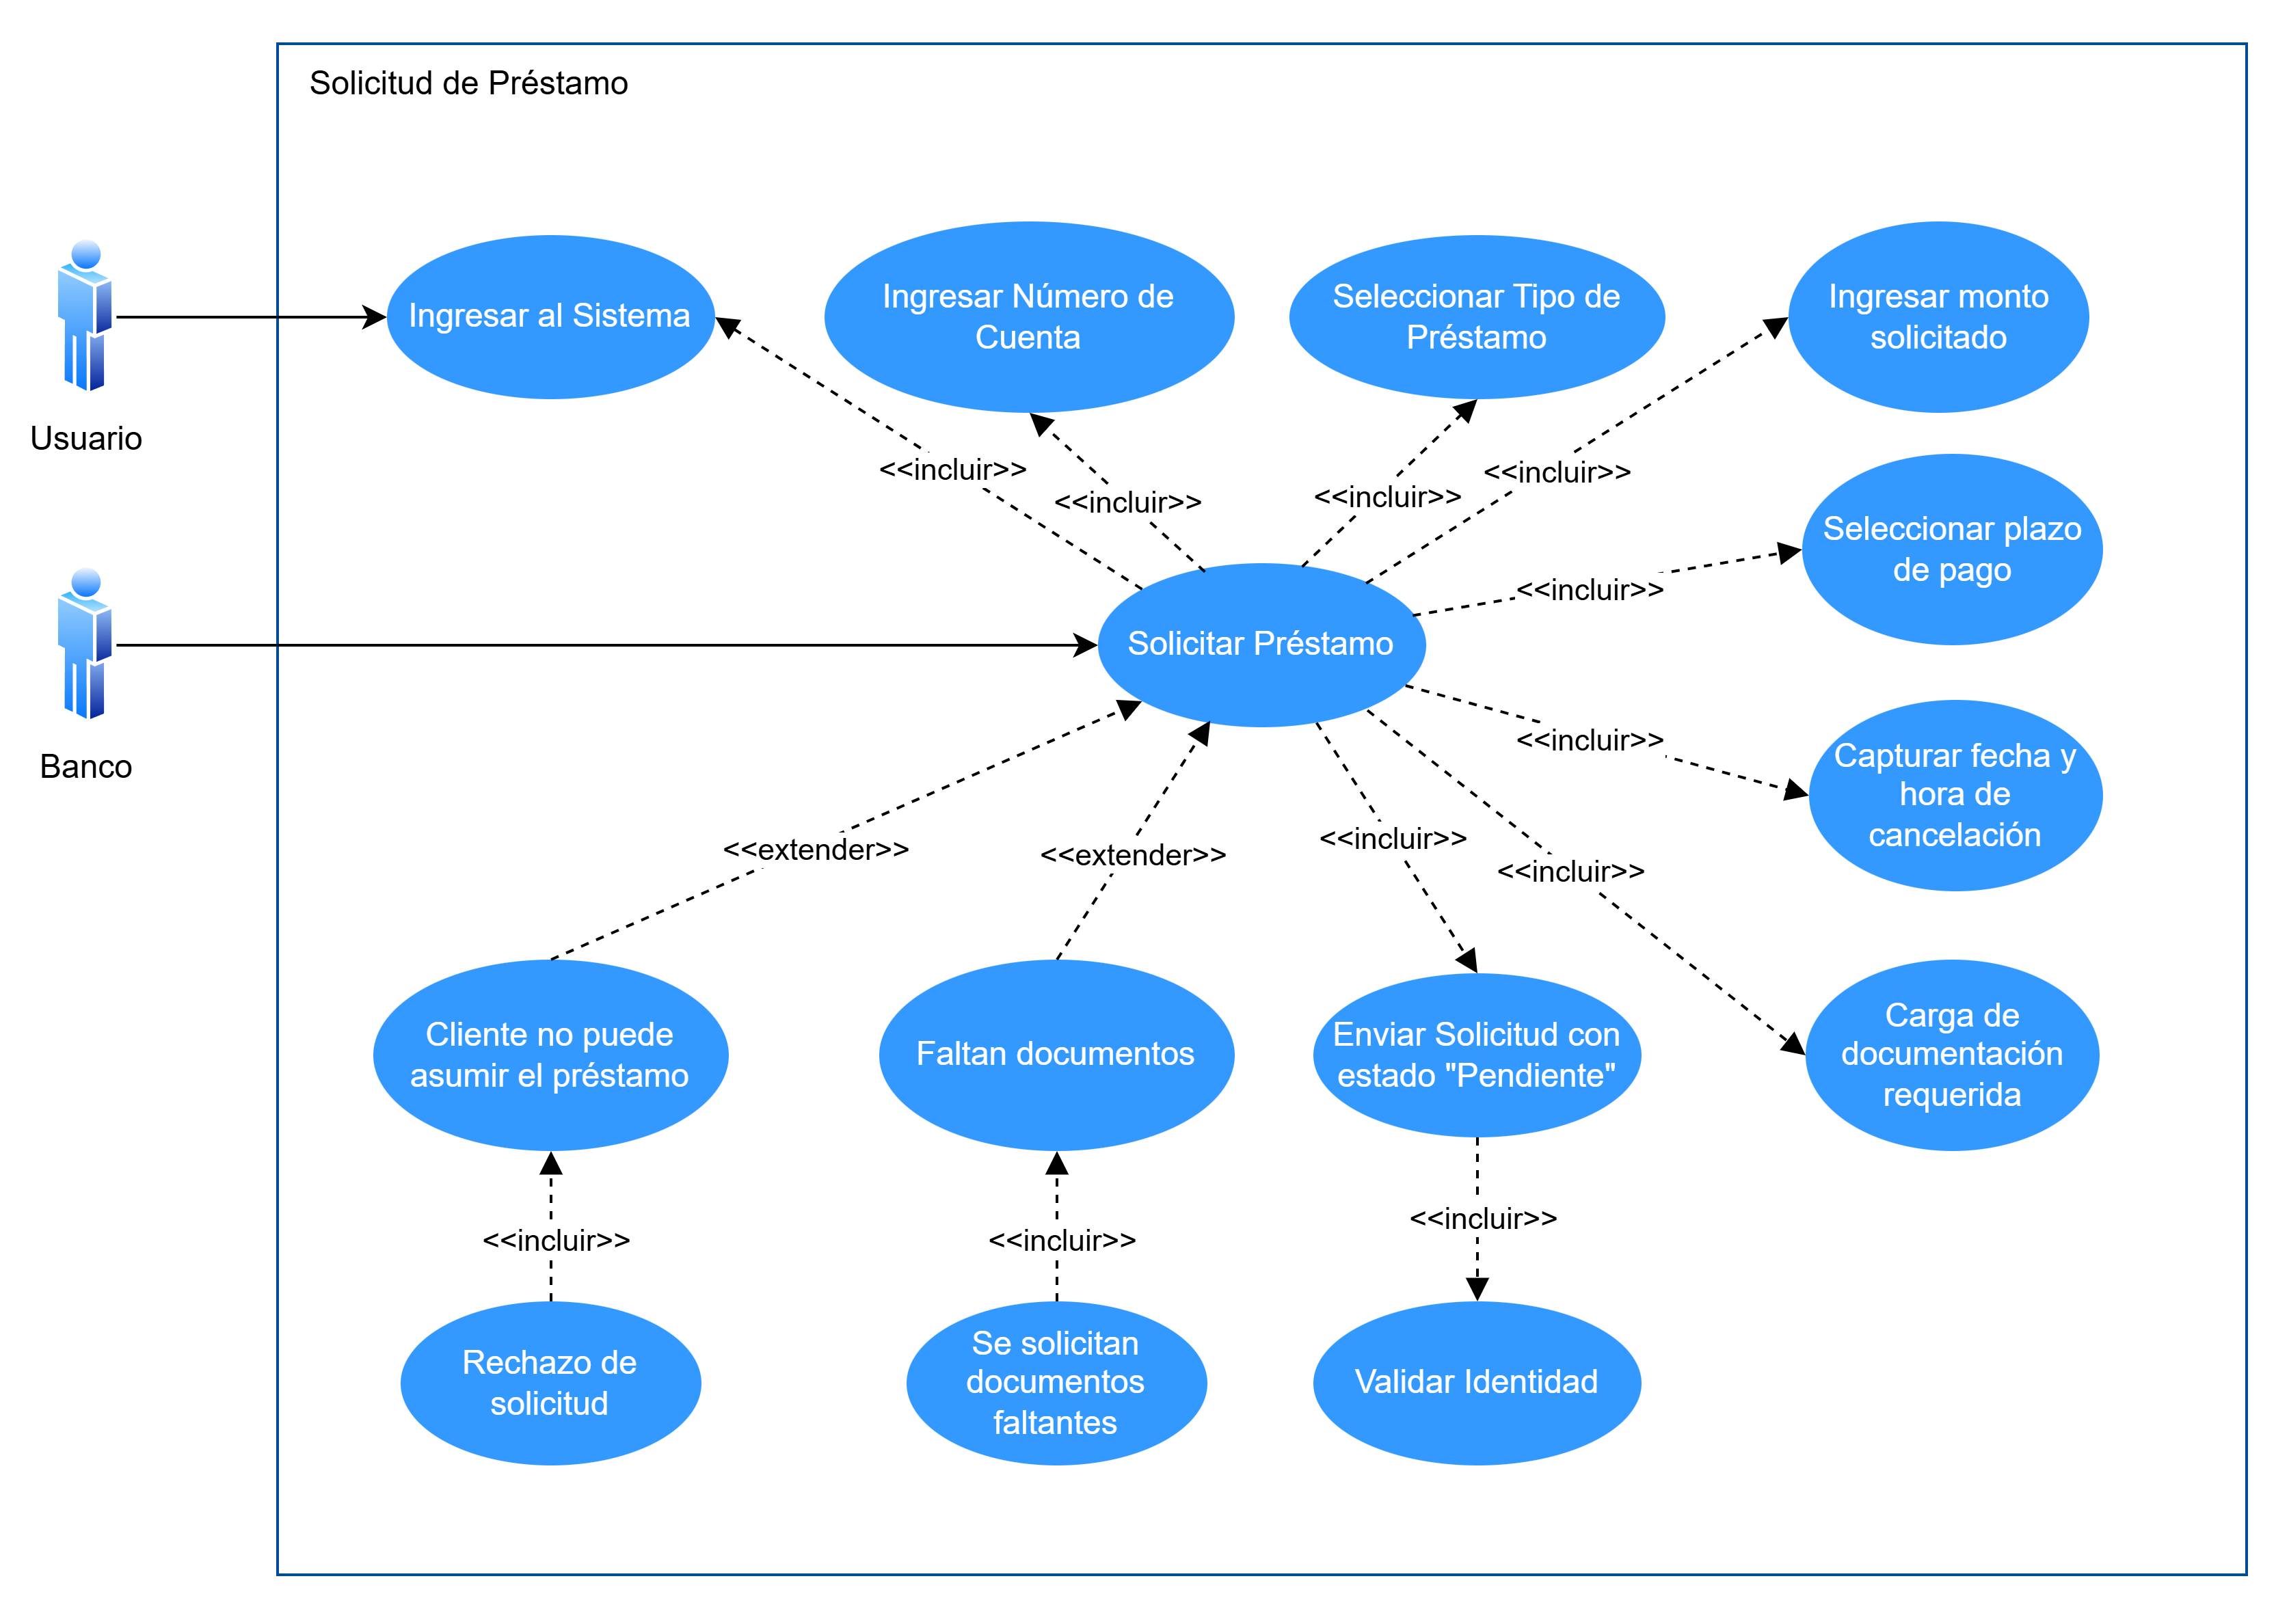 Solicitud de Préstamo
Ingresar al Sistema
Ingresar Número de
Cuenta
Seleccionar Tipo de
Préstamo
Ingresar monto
solicitado
Usuario
<<incluir>>
<<incluir>>
<<incluir>>
<<incluir>>
Seleccionar plazo
de pago
<<incluir>>
Solicitar Préstamo
Banco
<<incluir>>
Capturar fecha y
hora de
cancelación
<<extender>>
<<extender>>
<<incluir>>
<<incluir>>
Cliente no puede
asumir el préstamo
Faltan documentos
Enviar Solicitud con
estado "Pendiente"
Carga de
documentación
requerida
<<incluir>>
<<incluir>>
<<incluir>>
Rechazo de
solicitud
Se solicitan
documentos
faltantes
Validar Identidad